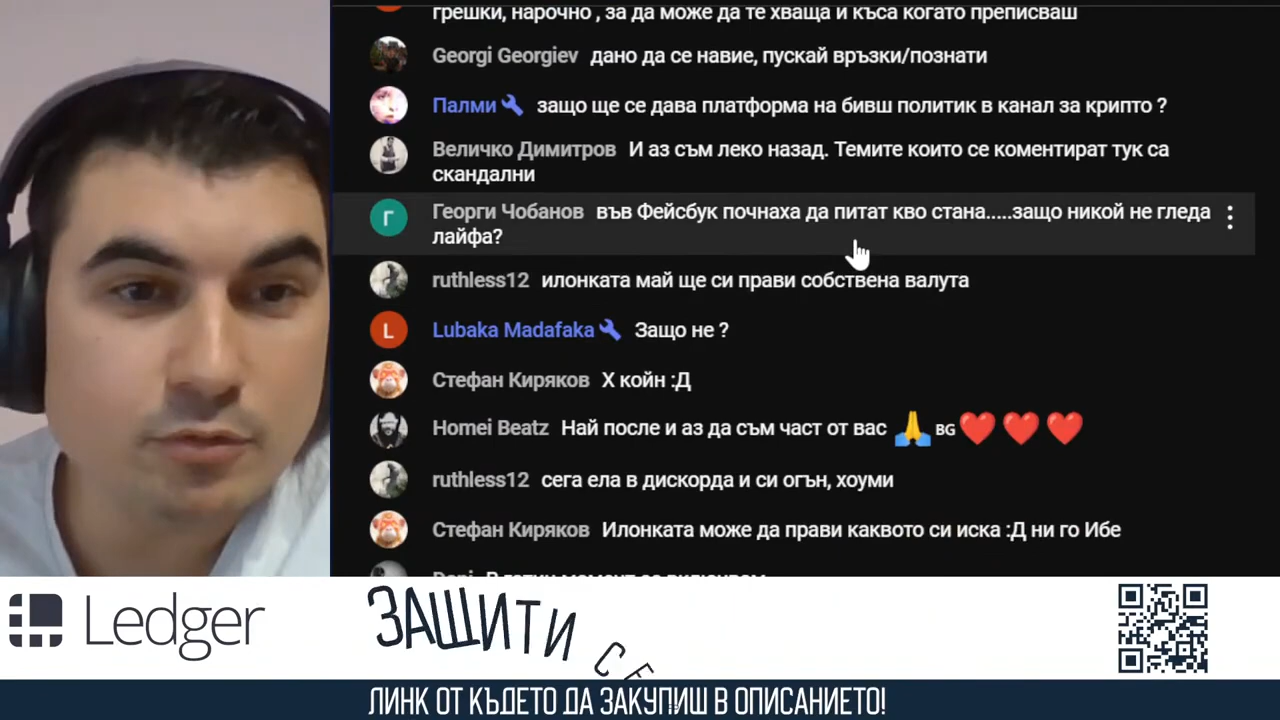 грешки, нарочно , за да може да те хваща и къса когато преписваш
Georgi Georgiev дано да се навие, пускай връзки/познати
Палми защо ще се дава платформа на бивш политик в канал за крипто ?
Величко Димитров И аз съм леко назад. Темите които се коментират тук са
скандални
Г Георги Чобанов във Фейсбук почнаха да питат кво стана.....защо никой не гледа
лайфа?
ruthless12 илонката май ще си прави собствена валута
L Lubaka Madafaka Защо не ?
Стефан Киряков Х койн :Д
Homei Beatz Най после и аз да съм част от вас 🙏 BG ❤️ ❤️ ❤️
ruthless12 сега ела в дискорда и си огън, хоуми
Стефан Киряков Илонката може да прави каквото си иска :Д ни го Ибе
Ledger
ЗАЩИТИ СЕ
ЛИНК ОТ КЪДЕТО ДА ЗАКУПИШ В ОПИСАНИЕТО!